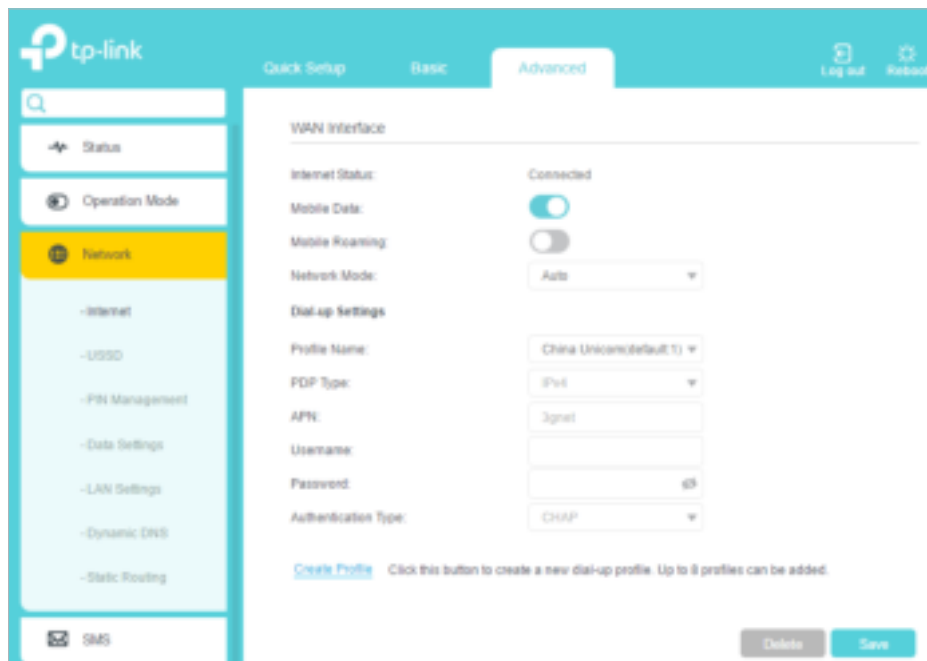 tp-link
Quick Setup Basic Advanced Log out Reboot
Status
Operation Mode
Network
- Internet
- USSD
- PIN Management
- Data Settings
- LAN Settings
- Dynamic DNS
- Static Routing
SMS
WAN Interface
Internet Status: Connected
Mobile Data:
Mobile Roaming:
Network Mode: Auto
Dial-up Settings
Profile Name: China Unicom(default:1)
PDP Type: IPv4
APN: 3gnet
Username:
Password:
Authentication Type: CHAP
Create Profile Click this button to create a new dial-up profile. Up to 8 profiles can be added.
Delete Save